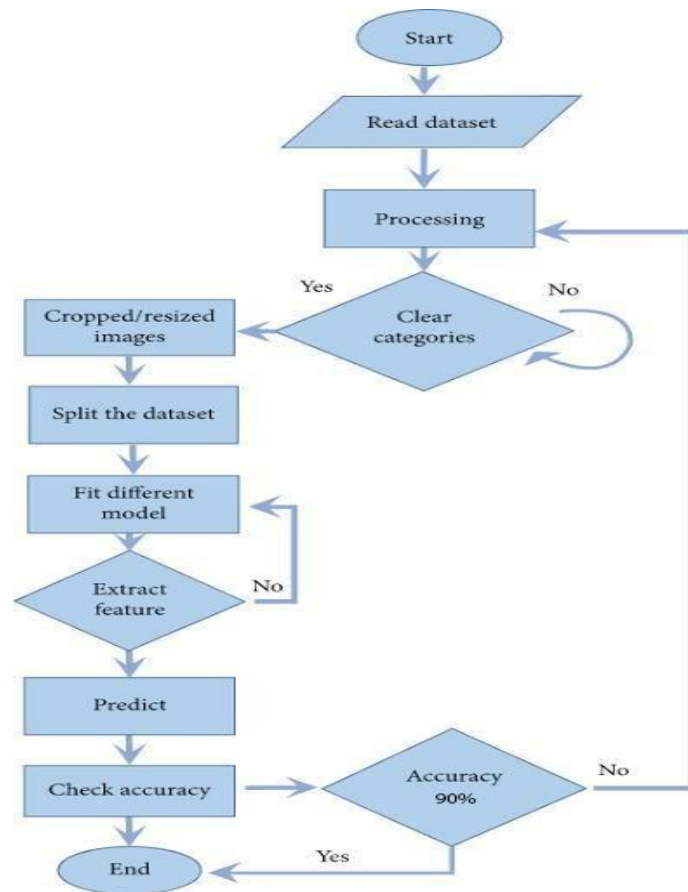 Start
Read dataset
Processing
Yes
No
Clear
categories
Cropped/resized
images
Split the dataset
Fit different
model
Extract
feature
No
Predict
Check accuracy
Accuracy
90%
No
Yes
End